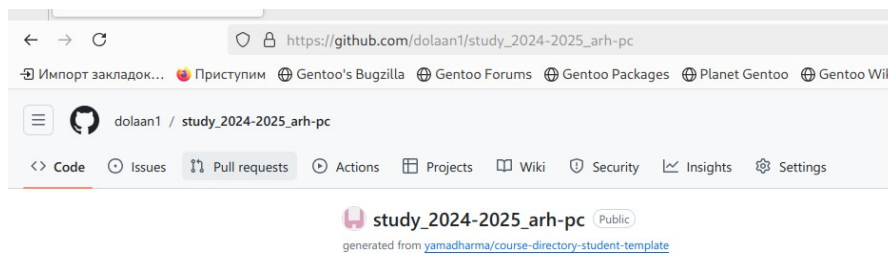 https://github.com/dolaan1/study_2024-2025_arh-pc
Импорт закладок... Приступим Gentoo's Bugzilla Gentoo Forums Gentoo Packages Planet Gentoo Gentoo Wik
dolaan1 / study_2024-2025_arh-pc
Code Issues Pull requests Actions Projects Wiki Security Insights Settings
study_2024-2025_arh-pc Public
generated from yamadharma/course-directory-student-template